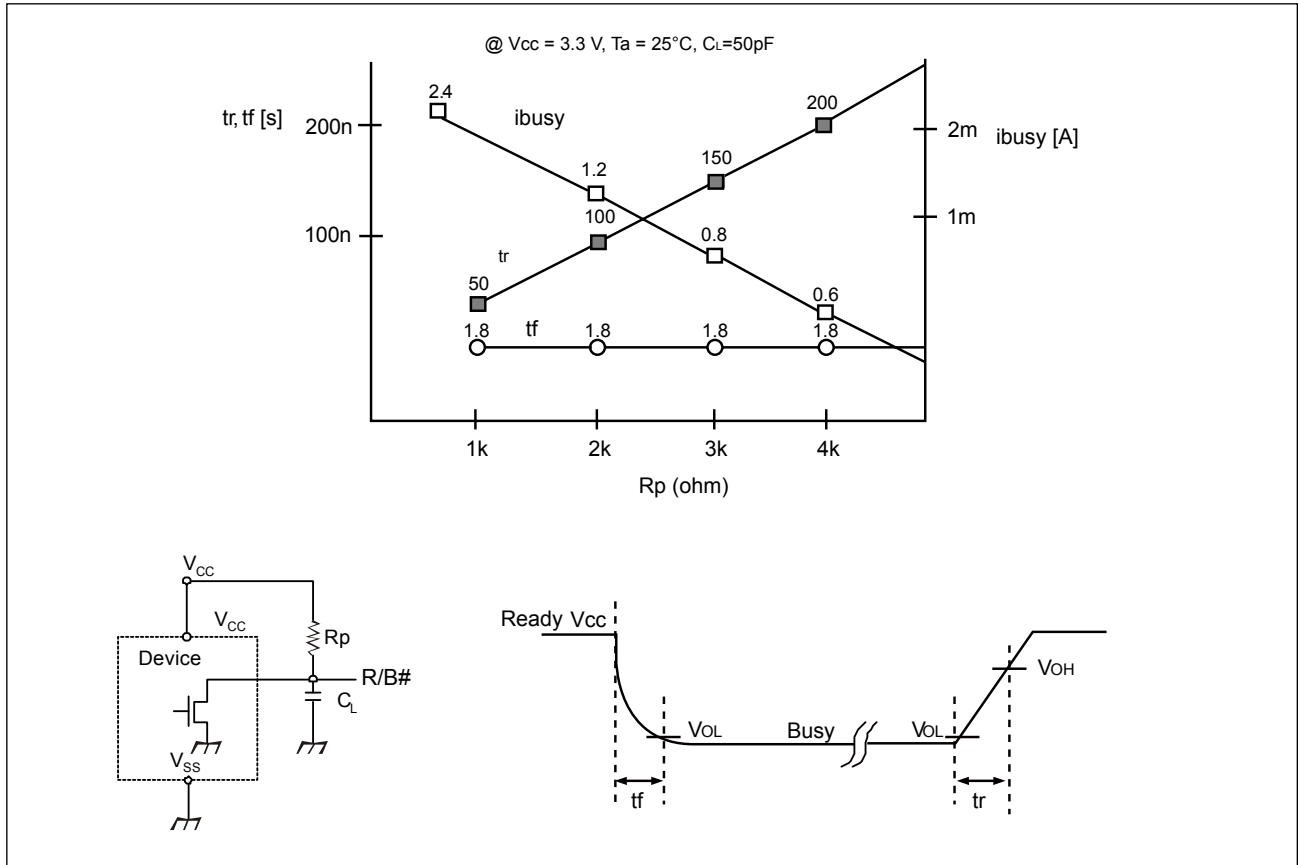 @ Vcc = 3.3 V, Ta = 25°C, CL=50pF
tr, tf [s]
200n
100n
2.4
ibusy
1.2
0.8
0.6
200
150
100
50
tr
tf
1.8
1.8
1.8
1.8
2m
1m
ibusy [A]
1k
2k
3k
4k
Rp (ohm)
VCC
VCC
Rp
Device
R/B#
CL
VSS
Ready Vcc
VOH
VOL
Busy
VOL
tf
tr